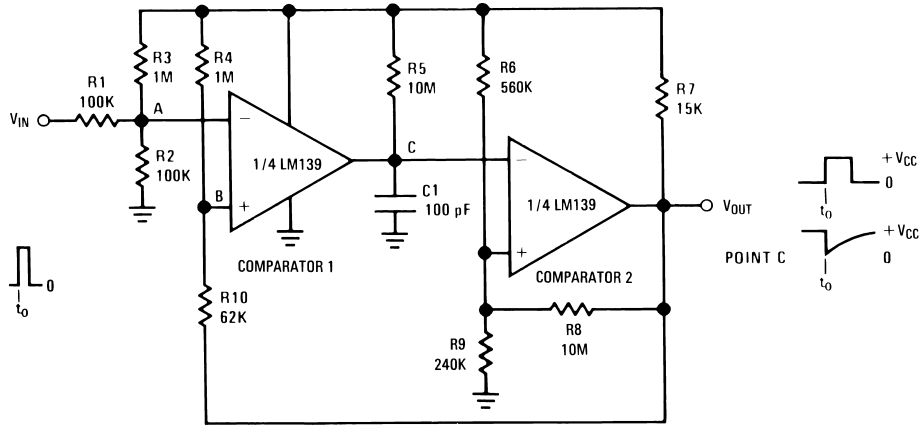 R3
1M
R4
1M
R5
10M
R6
560K
R7
15K
R1
100K
A
VIN
−
R2
100K
1/4 LM139
C
B
+
C1
100 pF
−
1/4 LM139
+
VOUT
+VCC
0
t0
+VCC
POINT C
0
t0
COMPARATOR 1
COMPARATOR 2
0
t0
R10
62K
R8
10M
R9
240K